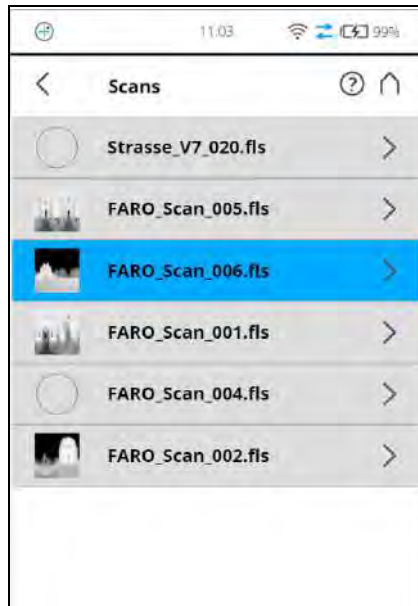 11:03 99%
Scans
Strasse_V7_020.fls
FARO_Scan_005.fls
FARO_Scan_006.fls
FARO_Scan_001.fls
FARO_Scan_004.fls
FARO_Scan_002.fls